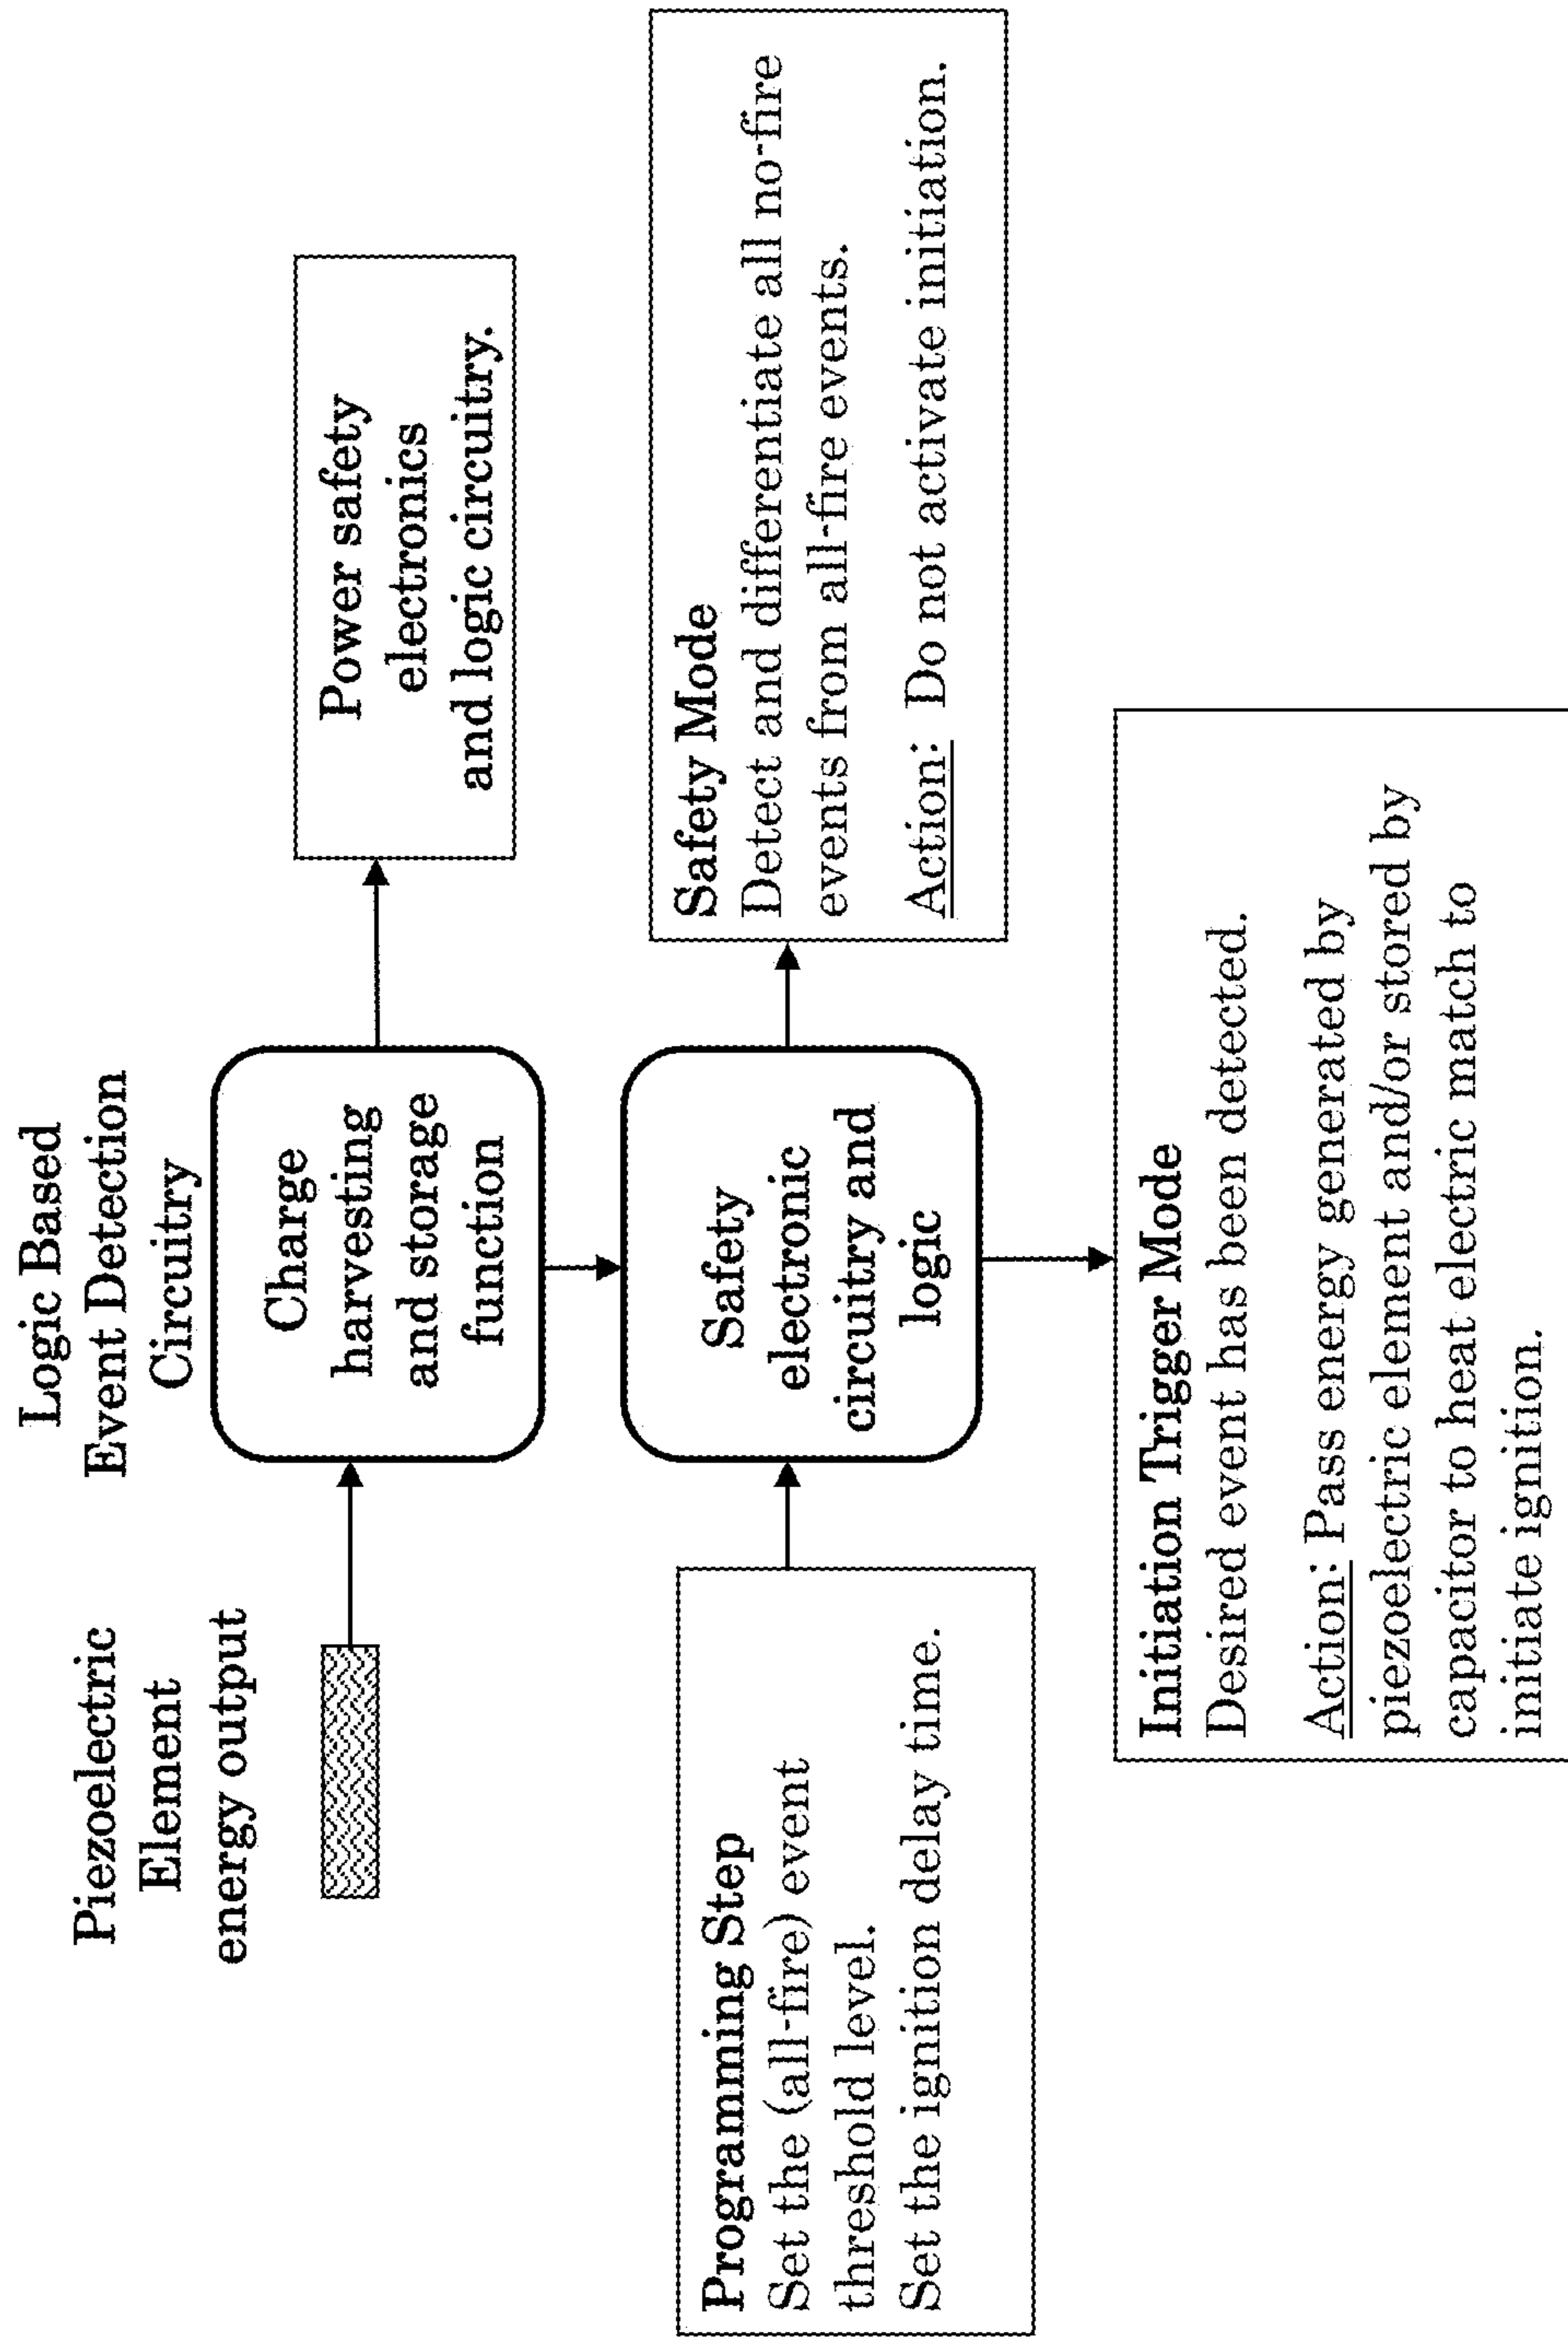 Piezoelectric
Element
energy output
Logic Based
Event Detection
Circuitry
Charge
harvesting
and storage
function
Power safety
electronics
and logic circuitry.
Programming Step
Set the (all-fire) event
threshold level.
Set the ignition delay time.
Safety
electronic
circuitry and
logic
Safety Mode
Detect and differentiate all no-fire
events from all-fire events.
Action: Do not activate initiation.
Initiation Trigger Mode
Desired event has been detected.
Action: Pass energy generated by
piezoelectric element and/or stored by
capacitor to heat electric match to
initiate ignition.